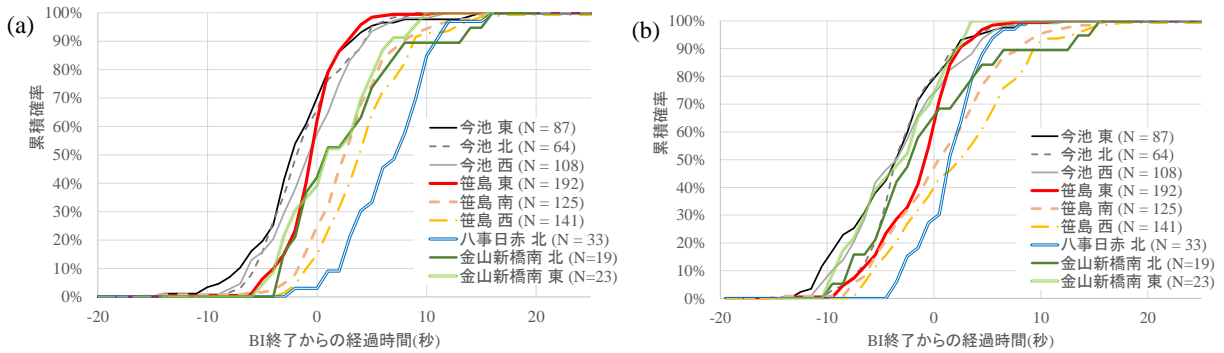 (a)
100%
90%
80%
70%
60%
50%
40%
30%
20%
10%
0%
累積確率
-20
-10
0
10
20
BI終了からの経過時間(秒)
今池 東 (N = 87)
今池 北 (N = 64)
今池 西 (N = 108)
笹島 東 (N = 192)
笹島 南 (N = 125)
笹島 西 (N = 141)
八事日赤 北 (N = 33)
金山新橋南 北 (N=19)
金山新橋南 東 (N=23)
(b)
100%
90%
80%
70%
60%
50%
40%
30%
20%
10%
0%
累積確率
-20
-10
0
10
20
BI終了からの経過時間(秒)
今池 東 (N = 87)
今池 北 (N = 64)
今池 西 (N = 108)
笹島 東 (N = 192)
笹島 南 (N = 125)
笹島 西 (N = 141)
八事日赤 北 (N = 33)
金山新橋南 北 (N=19)
金山新橋南 東 (N=23)